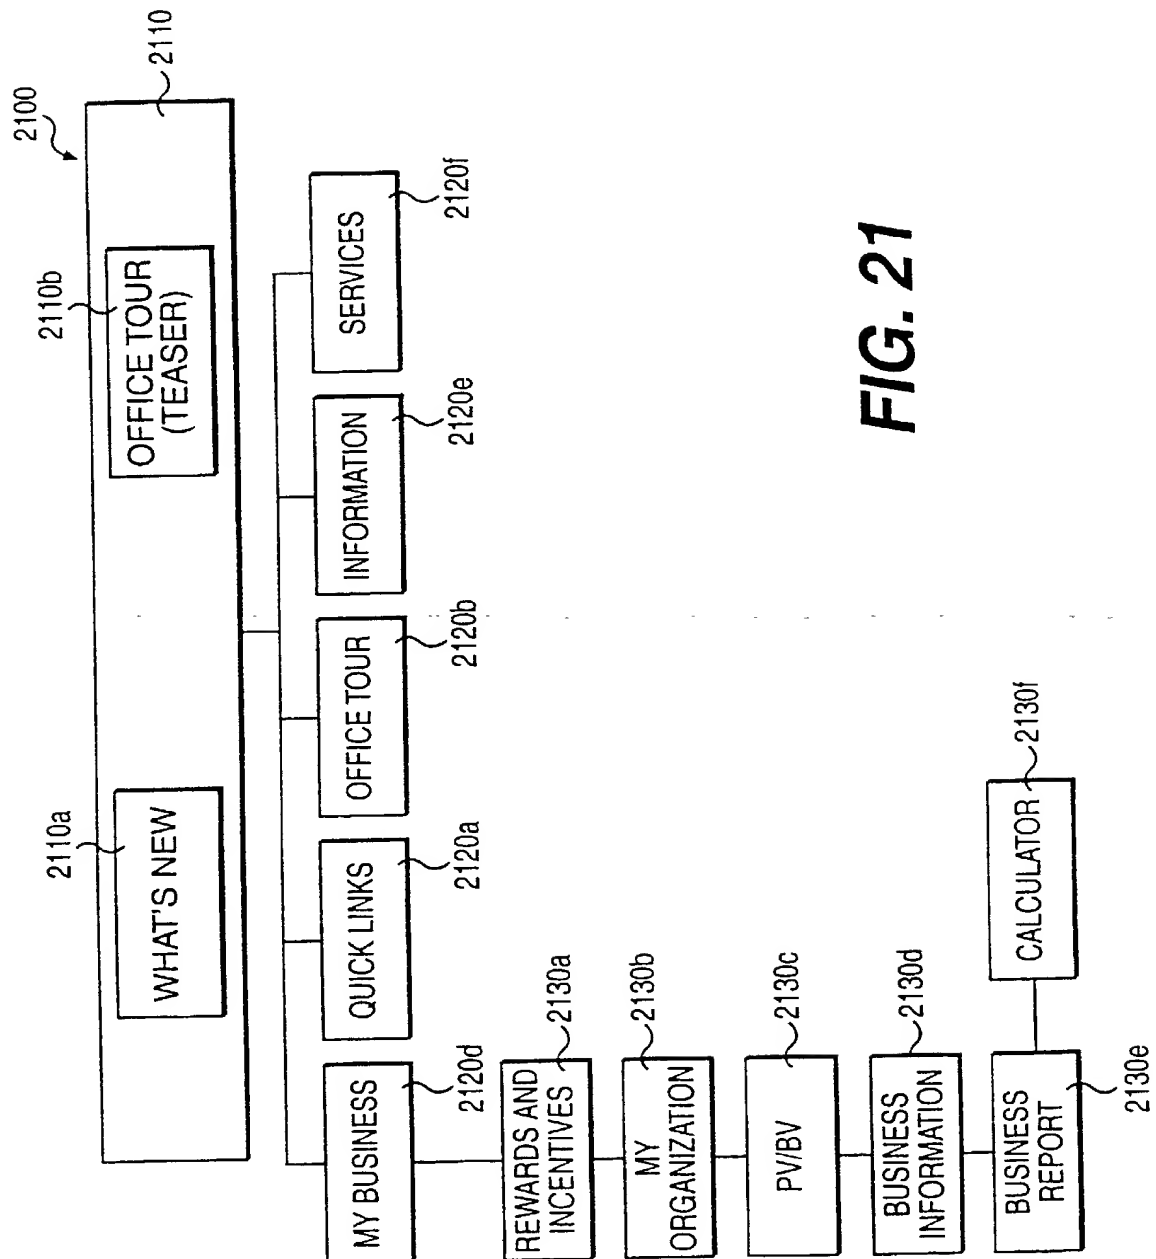 2100
2110
2110a
WHAT'S NEW
2110b
OFFICE TOUR
(TEASER)
MY BUSINESS
2120d
QUICK LINKS
2120a
OFFICE TOUR
2120b
INFORMATION
2120e
SERVICES
2120f
REWARDS AND
INCENTIVES
2130a
MY
ORGANIZATION
2130b
PV/BV
2130c
BUSINESS
INFORMATION
2130d
BUSINESS
REPORT
2130e
CALCULATOR
2130f
FIG. 21